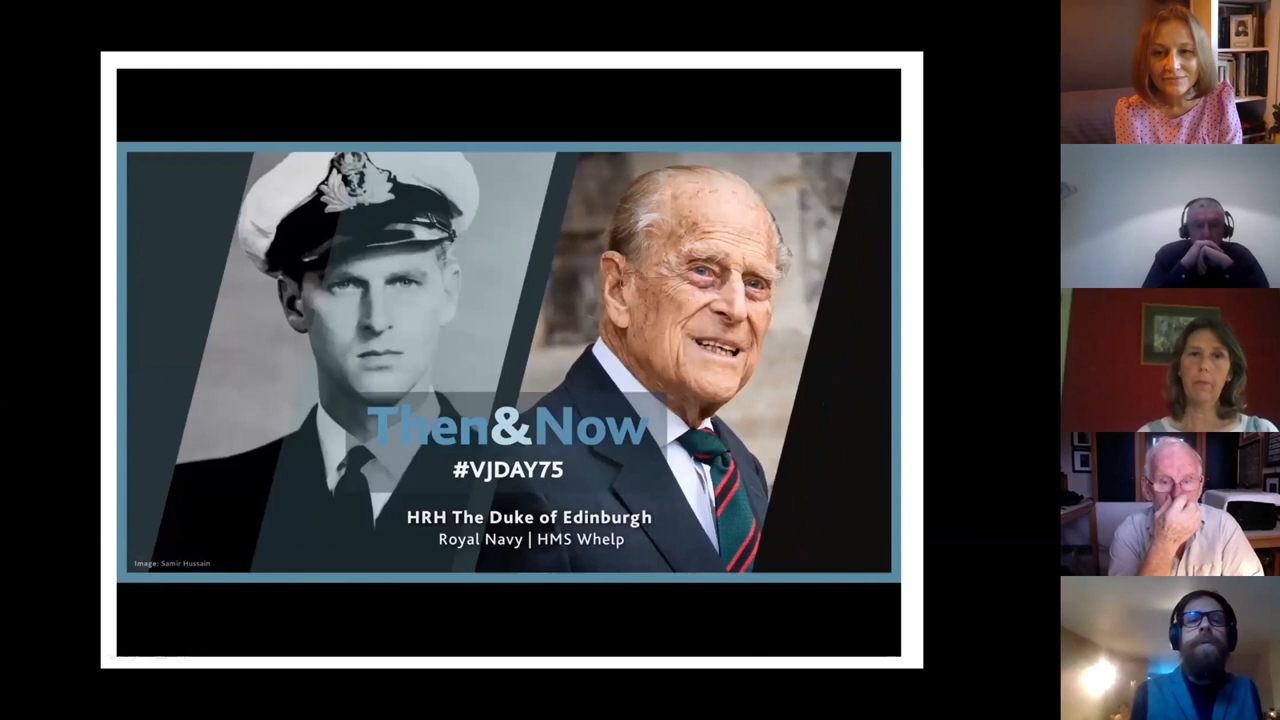 Then&Now
#VJDAY75
HRH The Duke of Edinburgh
Royal Navy | HMS Whelp
Image: Samir Hussain